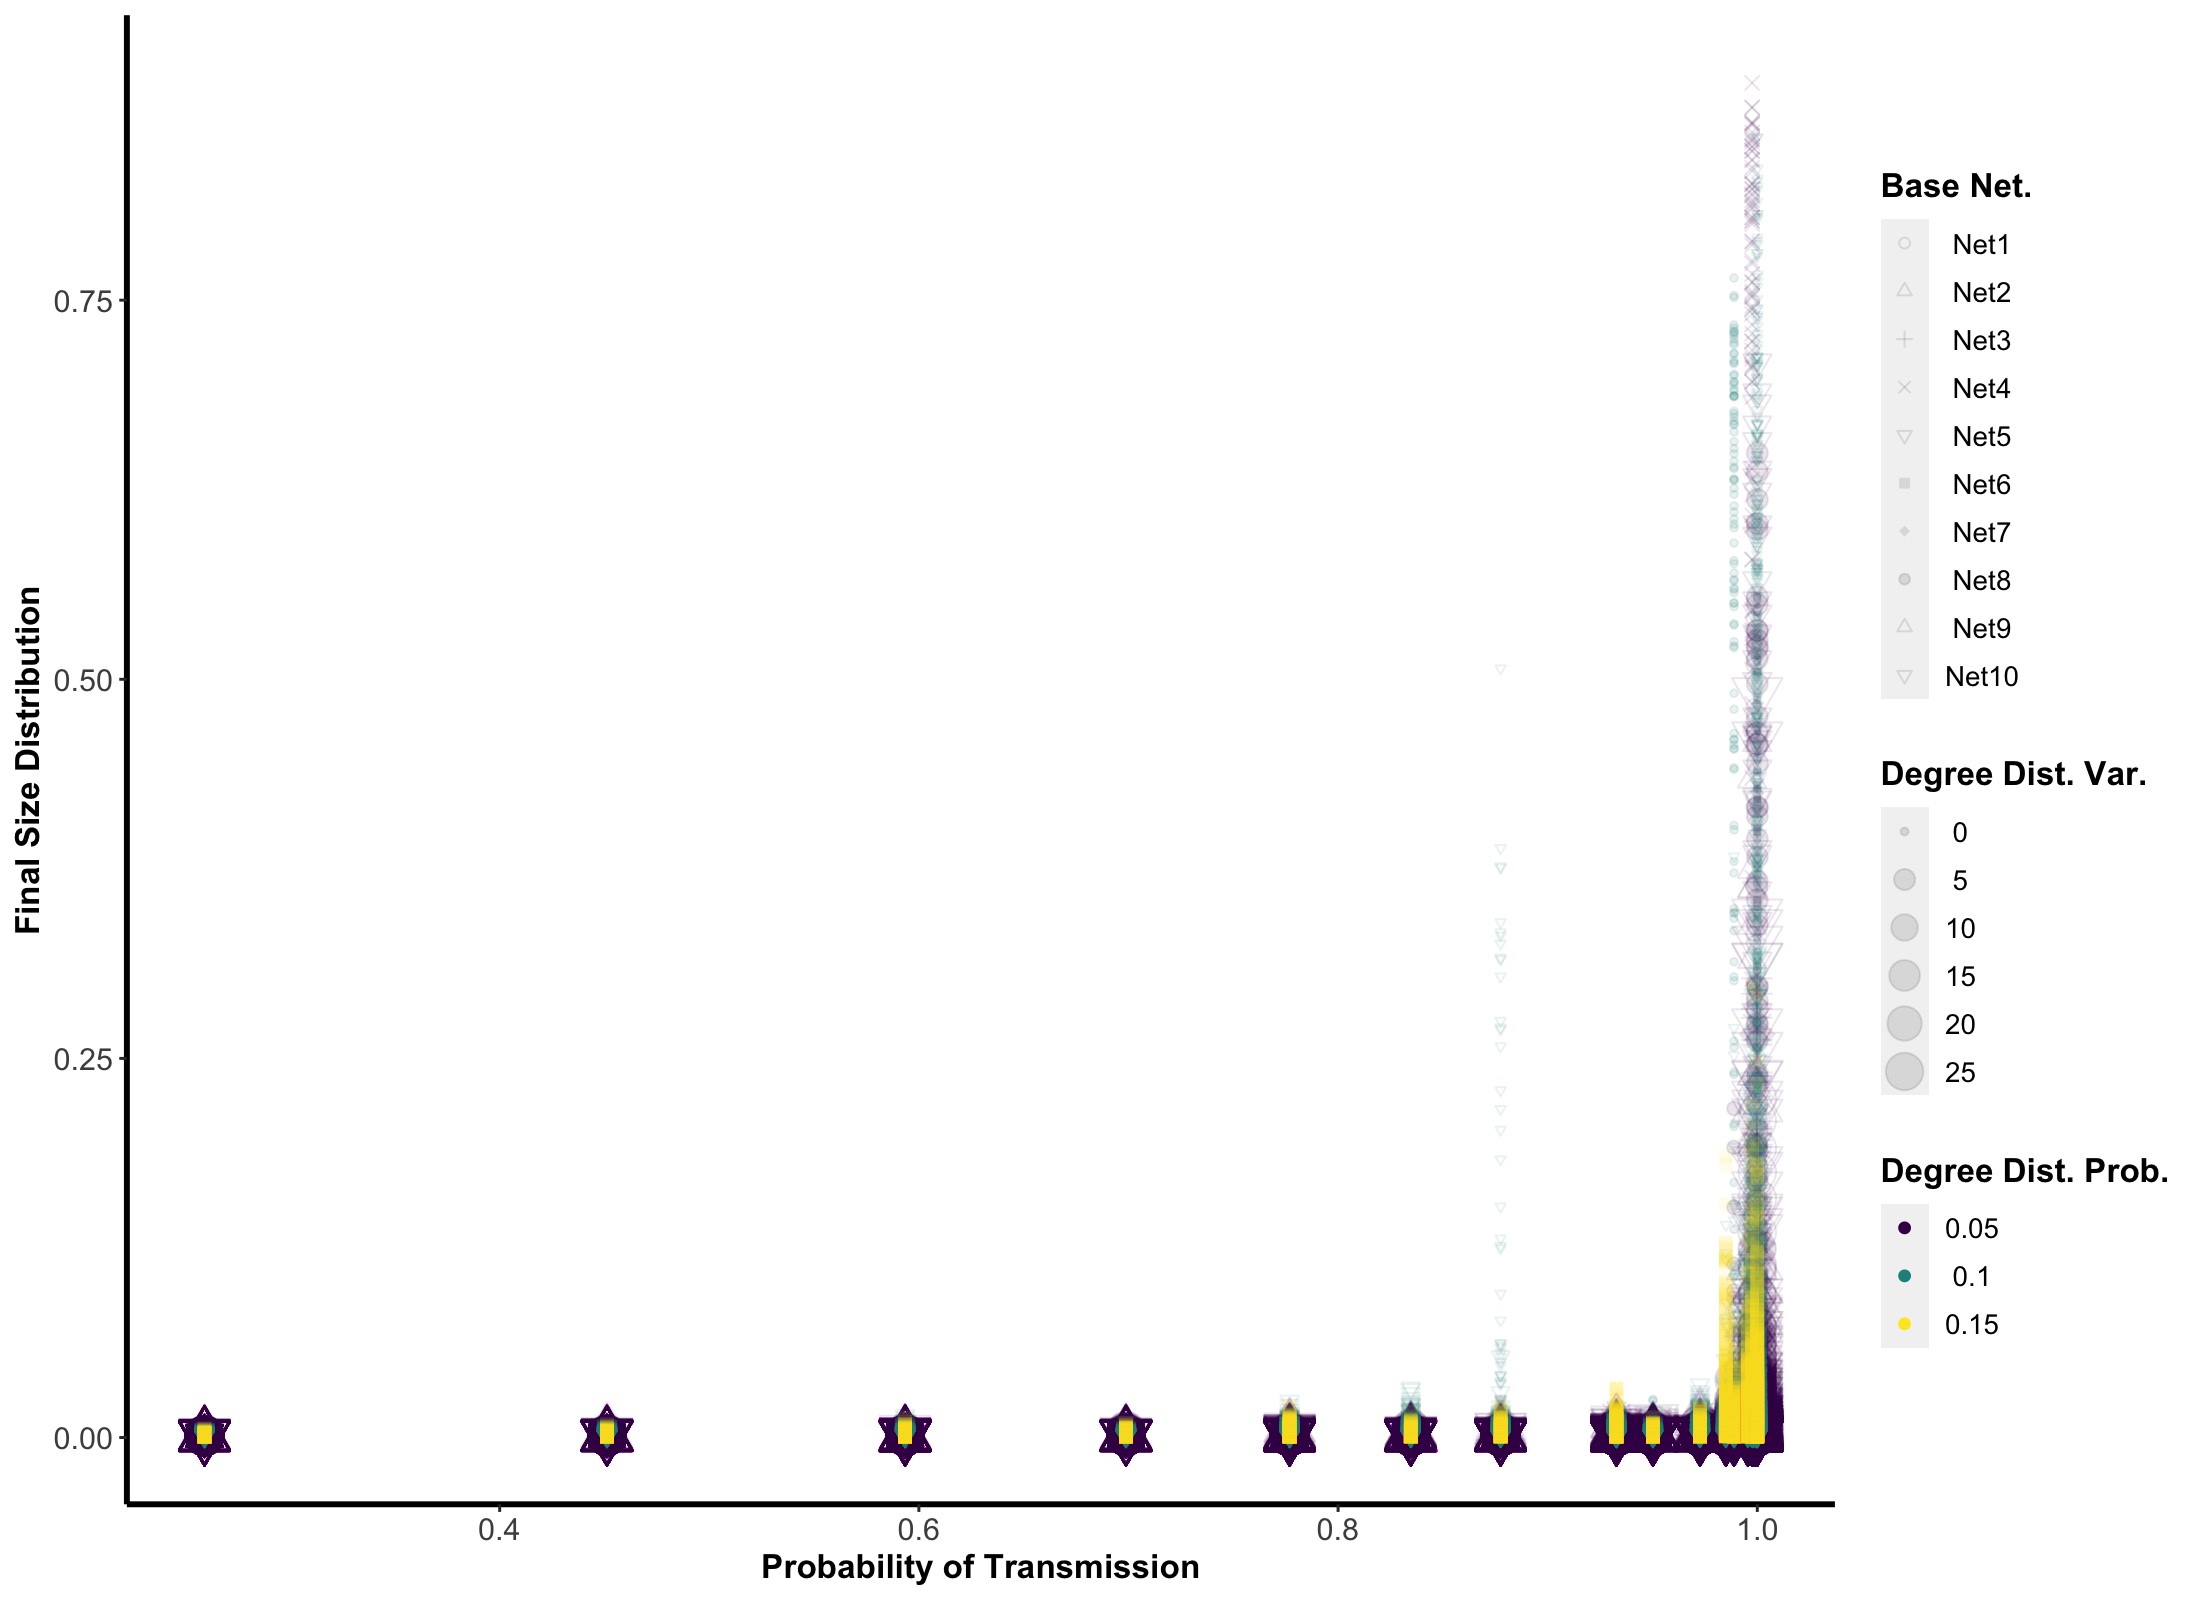 0.75
0.50
0.25
0.00
Final Size Distribution
0.4
0.6
0.8
1.0
Probability of Transmission
Base Net.
Net1
Net2
Net3
Net4
Net5
Net6
Net7
Net8
Net9
Net10
Degree Dist. Var.
0
5
10
15
20
25
Degree Dist. Prob.
0.05
0.1
0.15